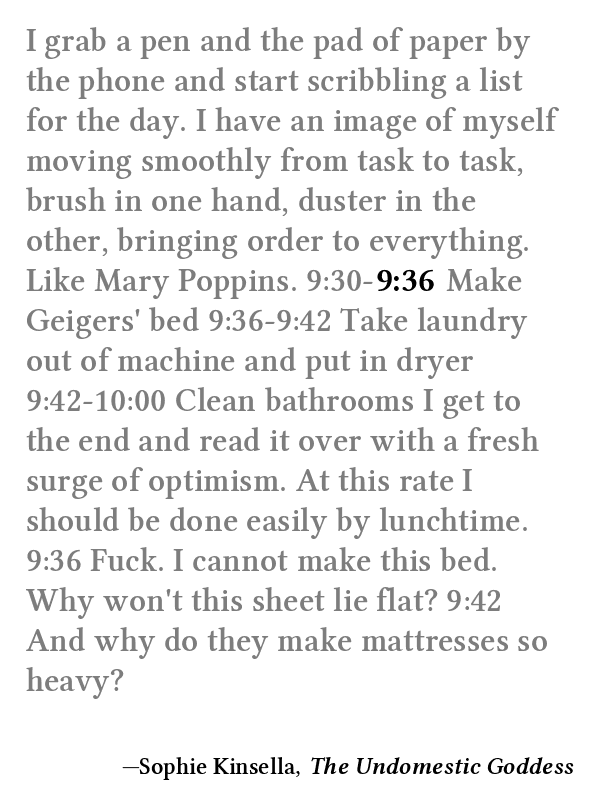 I grab a pen and the pad of paper by
the phone and start scribbling a list
for the day. I have an image of myself
moving smoothly from task to task,
brush in one hand, duster in the
other, bringing order to everything.
Like Mary Poppins. 9:30-9:36 Make
Geigers' bed 9:36-9:42 Take laundry
out of machine and put in dryer
9:42-10:00 Clean bathrooms I get to
the end and read it over with a fresh
surge of optimism. At this rate I
should be done easily by lunchtime.
9:36 Fuck. I cannot make this bed.
Why won't this sheet lie flat? 9:42
And why do they make mattresses so
heavy?
—Sophie Kinsella, The Undomestic Goddess